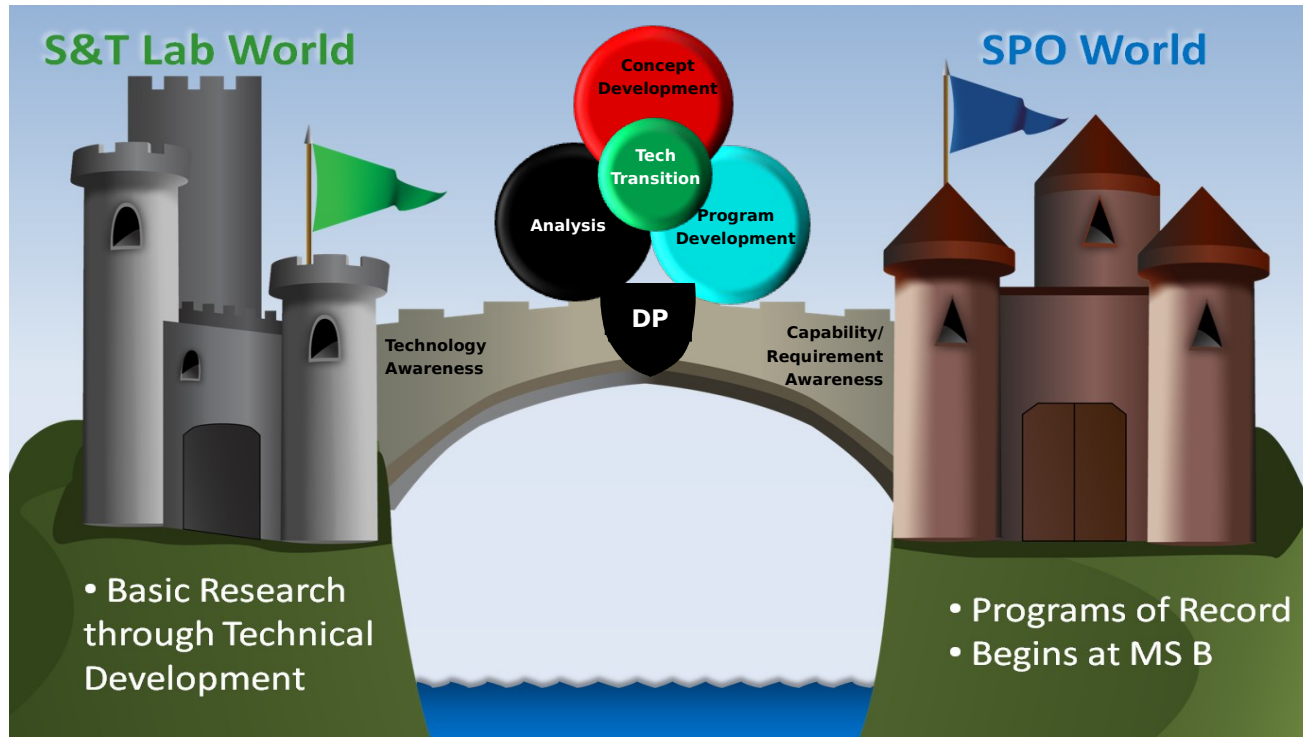 S&T Lab World
SPO World
Concept
Development
Tech
Transition
Analysis
Program
Development
DP
Technology
Awareness
Capability/
Requirement
Awareness
• Basic Research
through Technical
Development
• Programs of Record
• Begins at MS B